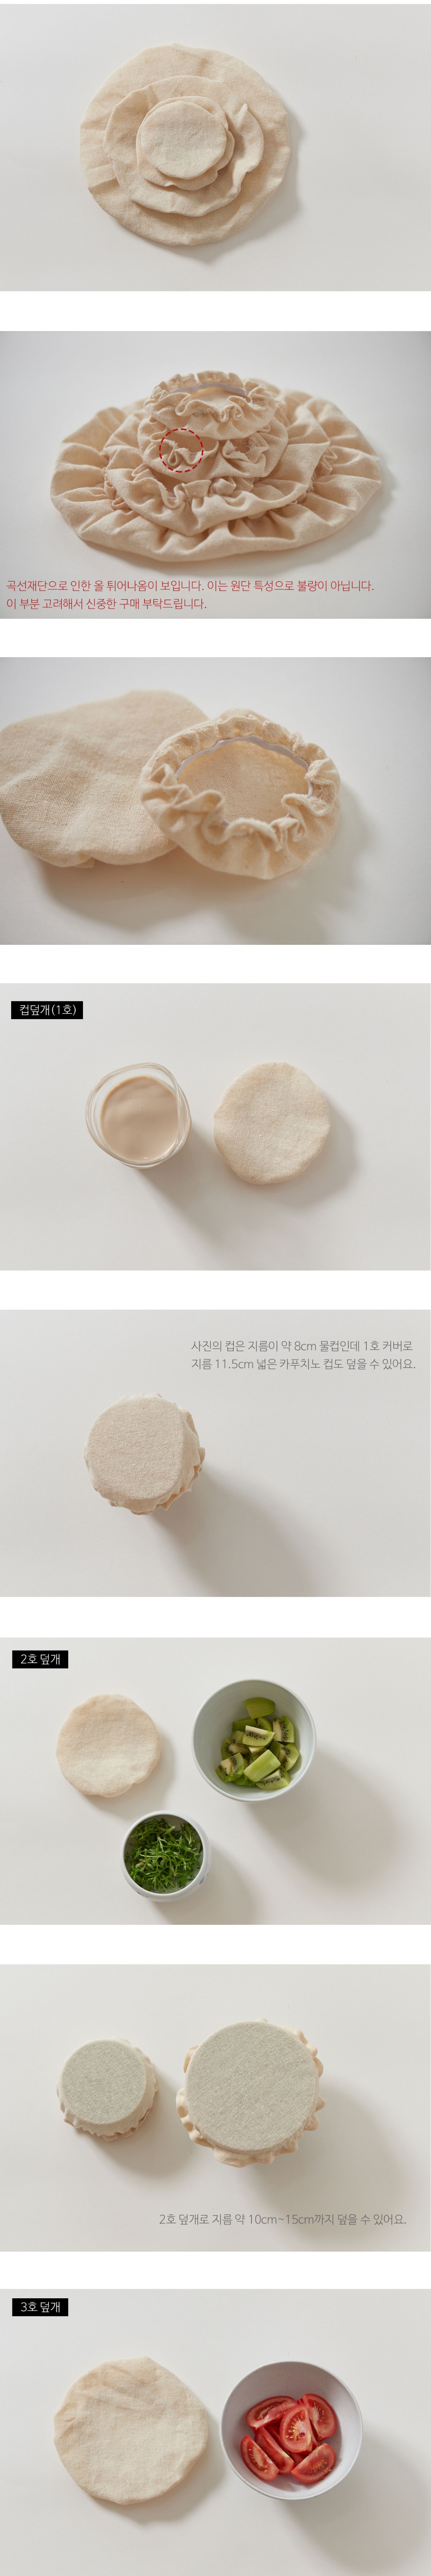 곡선재단으로 인한 올 튀어나옴이 보입니다. 이는 원단 특성으로 불량이 아닙니다.
이 부분 고려해서 신중한 구매 부탁드립니다.
컵덮개(1호)
사진의 컵은 지름이 약 8cm 물컵인데 1호 커버로
지름 11.5cm 넓은 카푸치노 컵도 덮을 수 있어요.
2호 덮개
2호 덮개로 지름 약 10cm~15cm까지 덮을 수 있어요.
3호 덮개